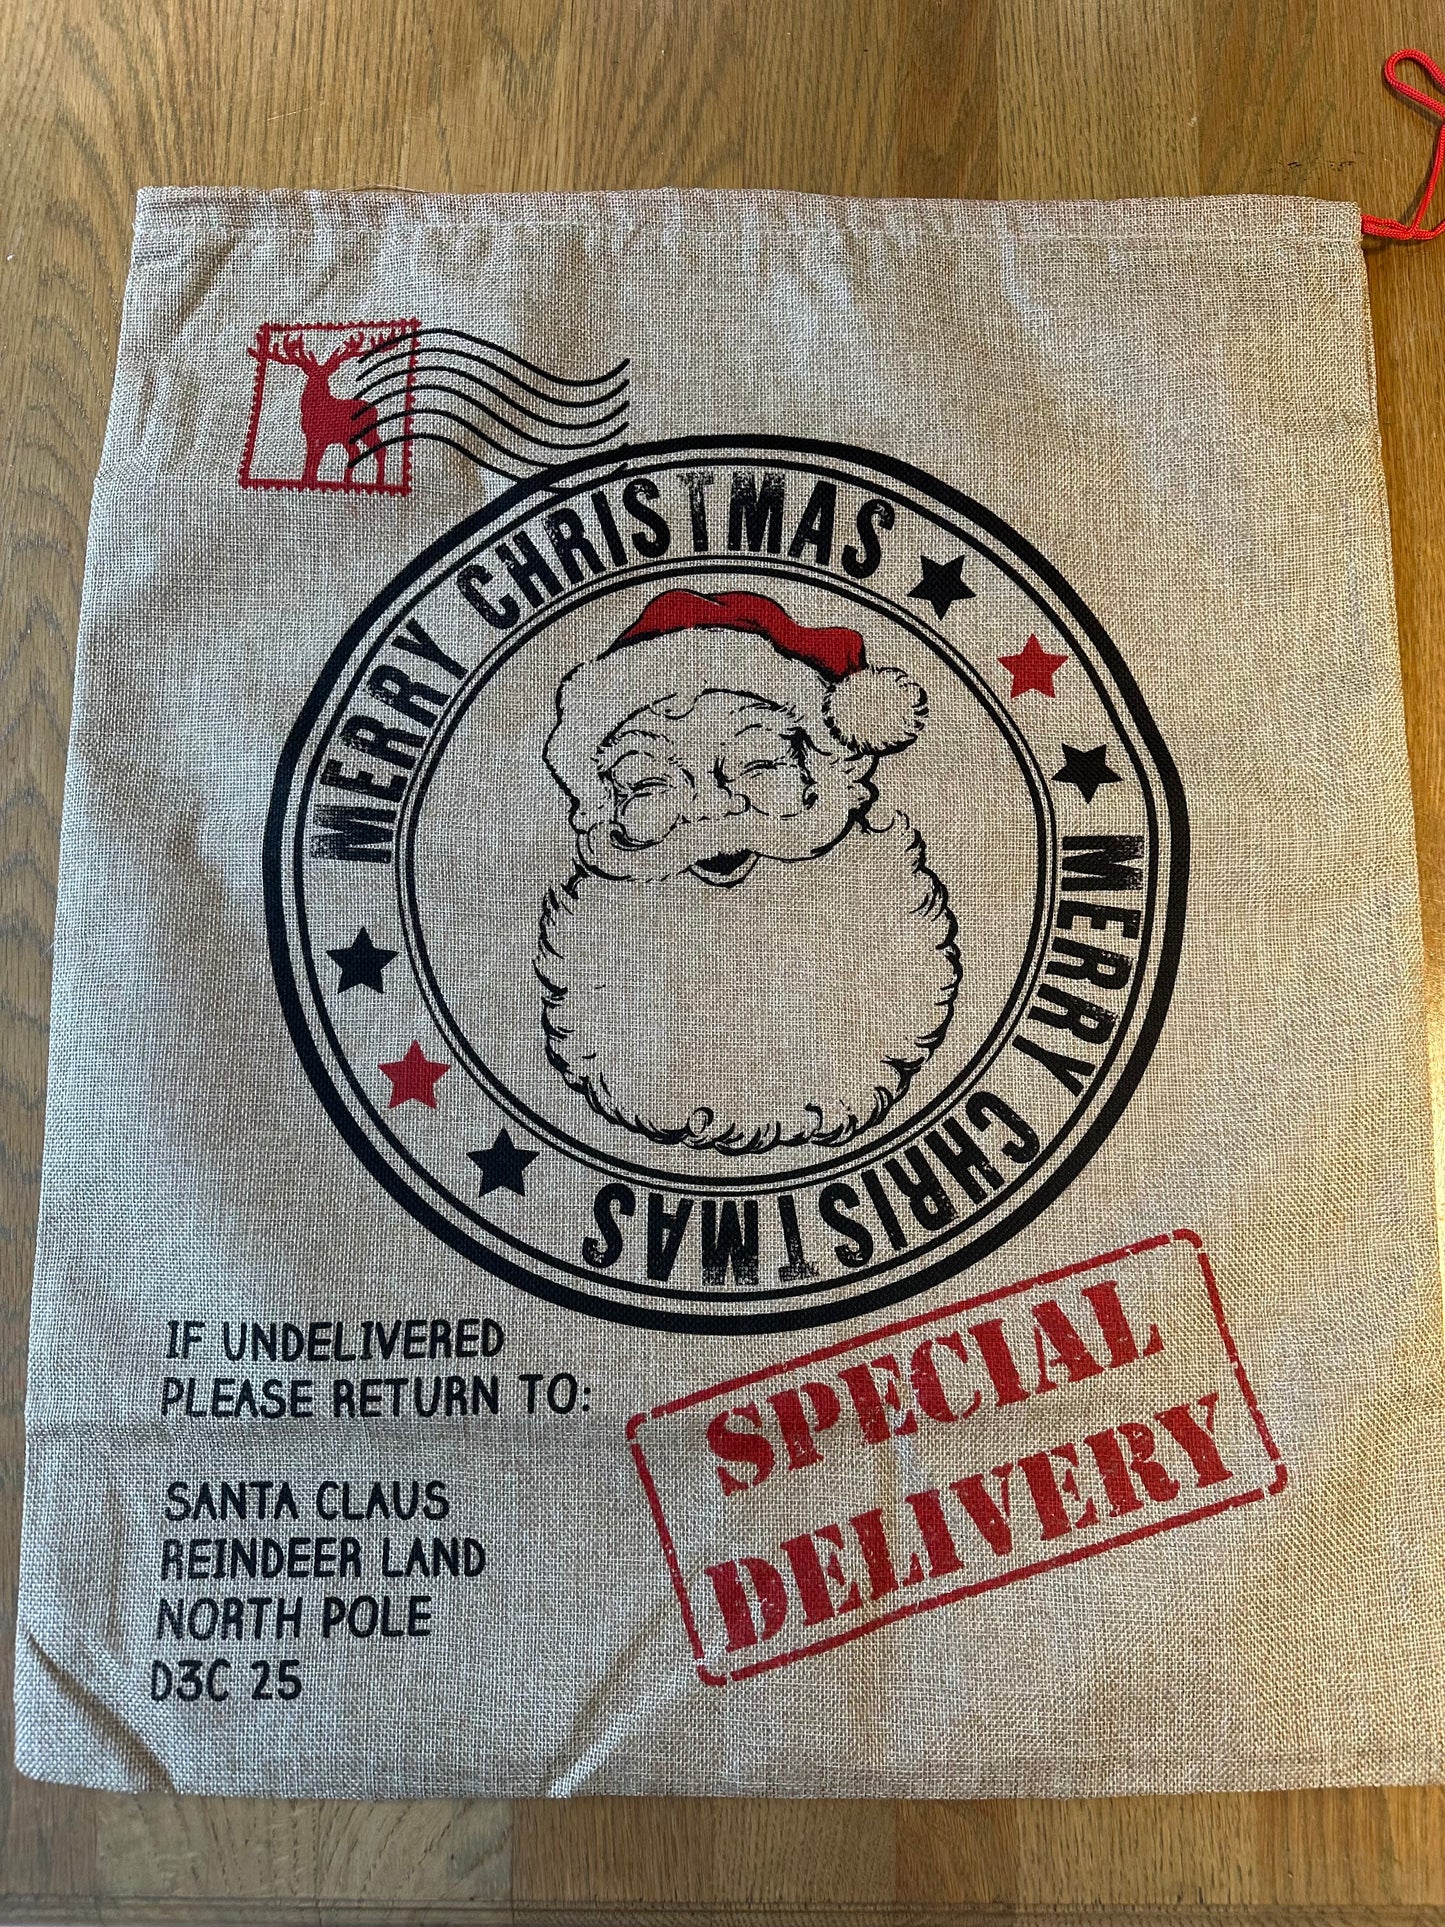 MERRY CHRISTMAS
MERRY CHRISTMAS
IF UNDELIVERED
PLEASE RETURN TO:
SANTA CLAUS
REINDEER LAND
NORTH POLE
D3C 25
SPECIAL
DELIVERY